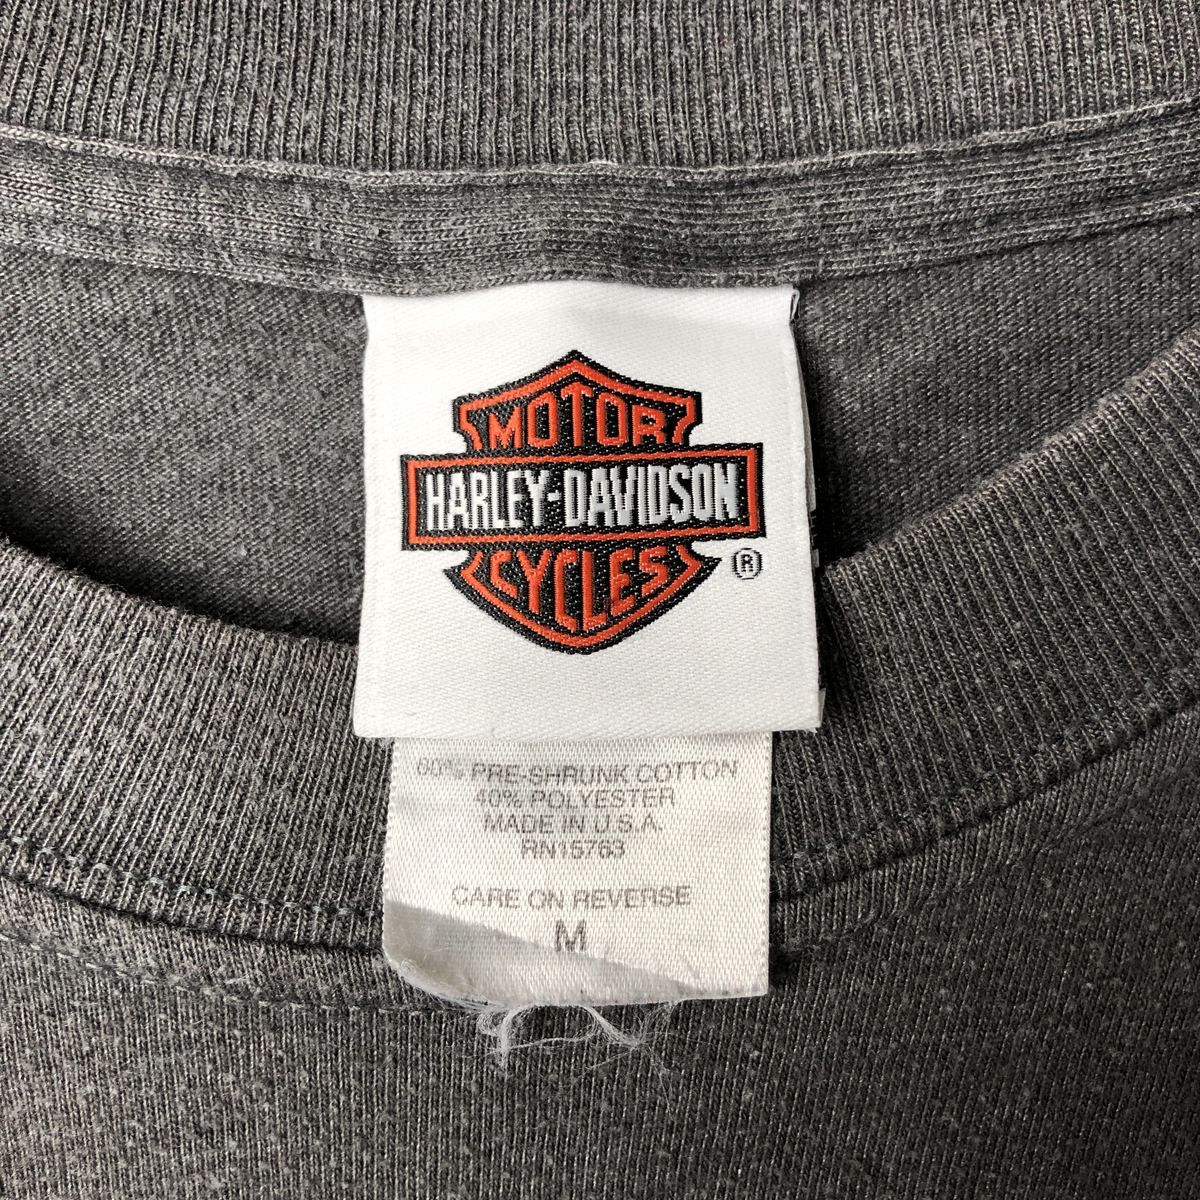 MOTOR
HARLEY-DAVIDSON
CYCLES
®
60% PRE-SHRUNK COTTON
40% POLYESTER
MADE IN U.S.A.
RN15763
CARE ON REVERSE
M